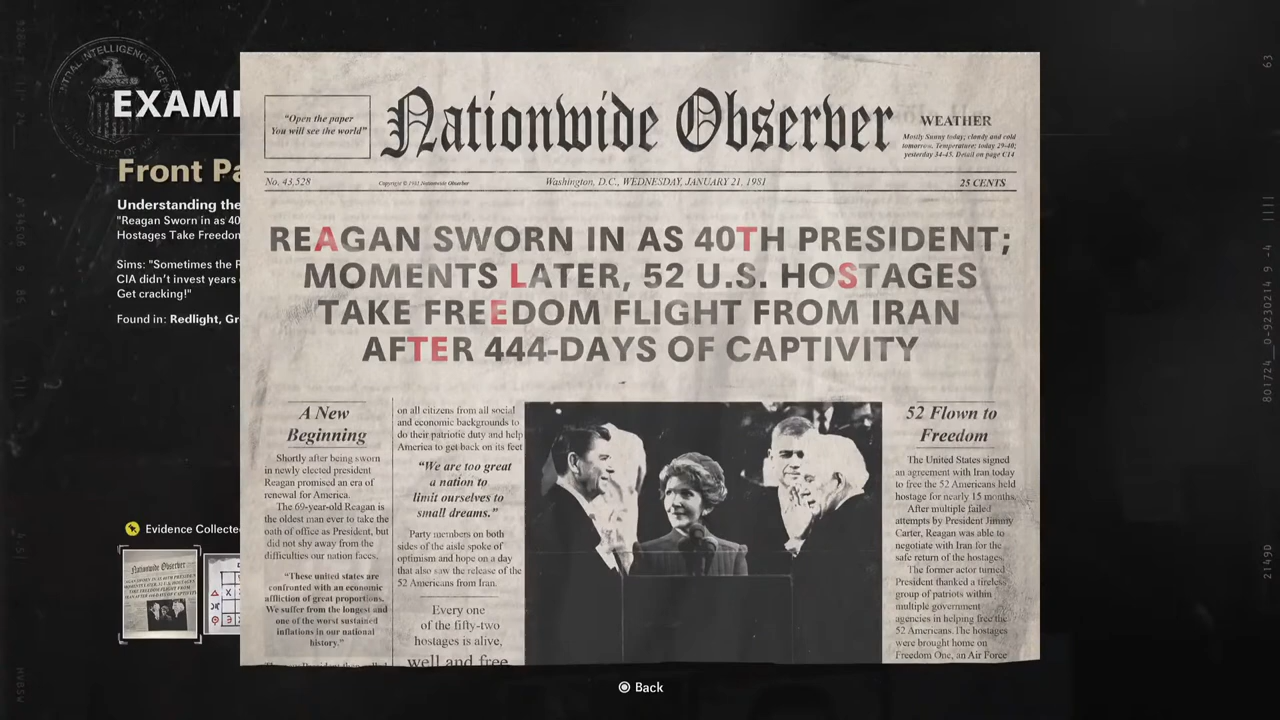 EXAMI
Front Pa
Understanding the
"Reagan Sworn in as 40
Hostages Take Freedom
Sims: "Sometimes the F
CIA didn't invest years
Get cracking!"
Found in: Redlight, Gr
Evidence Collecte
"Open the paper
You will see the world"
Nationwide Observer
WEATHER
Mostly Sunny today; cloudy and cold
tomorrow. Temperature: today 29-40;
yesterday 34-45. Detail on page C14
No. 43,528
Copyright © 1981 Nationwide Observer
Washington, D.C., WEDNESDAY, JANUARY 21, 1981
25 CENTS
REAGAN SWORN IN AS 40TH PRESIDENT;
MOMENTS LATER, 52 U.S. HOSTAGES
TAKE FREEDOM FLIGHT FROM IRAN
AFTER 444-DAYS OF CAPTIVITY
A New
Beginning
Shortly after being sworn
in newly elected president
Reagan promised an era of
renewal for America.
The 69-year-old Reagan is
the oldest man ever to take the
oath of office as President, but
did not shy away from the
difficulties our nation faces.
"These united states are
confronted with an economic
affliction of great proportions.
We suffer from the longest and
one of the worst sustained
inflations in our national
history."
on all citizens from all social
and economic backgrounds to
do their patriotic duty and help
America to get back on its feet
"We are too great
a nation to
limit ourselves to
small dreams."
Party members on both
sides of the aisle spoke of
optimism and hope on a day
that also saw the release of the
52 Americans from Iran.
Every one
of the fifty-two
hostages is alive,
well and free
52 Flown to
Freedom
The United States signed
an agreement with Iran today
to free the 52 Americans held
hostage for nearly 15 months.
After multiple failed
attempts by President Jimmy
Carter, Reagan was able to
negotiate with Iran for the
safe return of the hostages.
The former actor turned
President thanked a tireless
group of patriots within
multiple government
agencies in helping free the
52 Americans. The hostages
were brought home on
Freedom One, an Air Force
Back
63
801724__0-9230214 9 -4
2149D